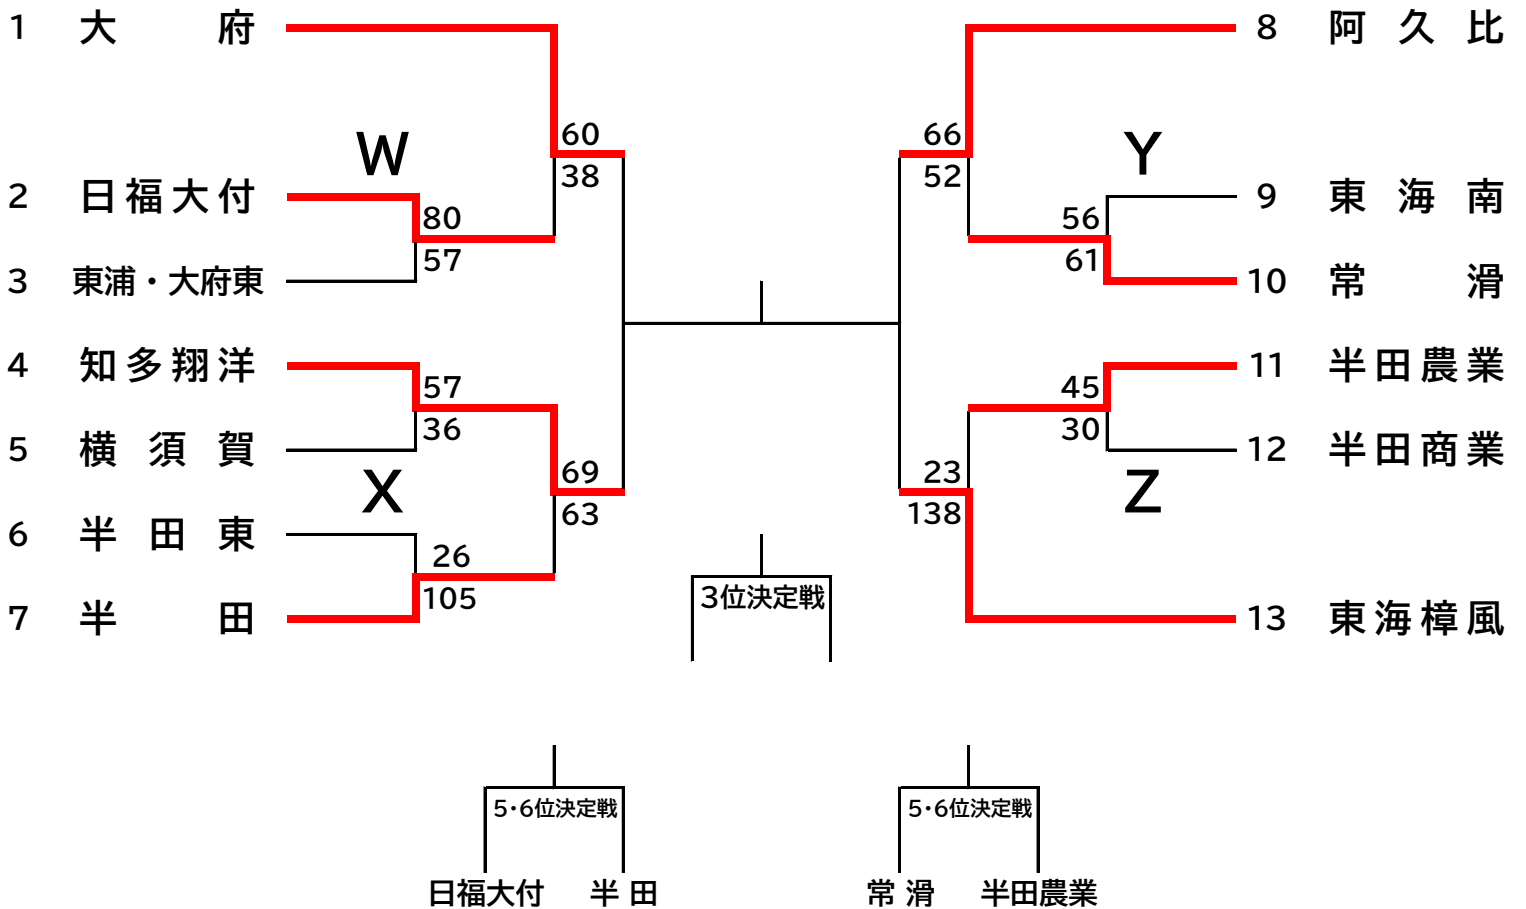 1 大府
8 阿久比
60
66
W
Y
38
52
2 日福大付
9 東海南
80
56
57
61
3 東浦・大府東
10 常滑
4 知多翔洋
11 半田農業
57
45
36
30
5 横須賀
12 半田商業
69
23
X
Z
63
138
6 半田東
26
105
3位決定戦
7 半田
13 東海樟風
5・6位決定戦
5・6位決定戦
日福大付 半田
常滑 半田農業